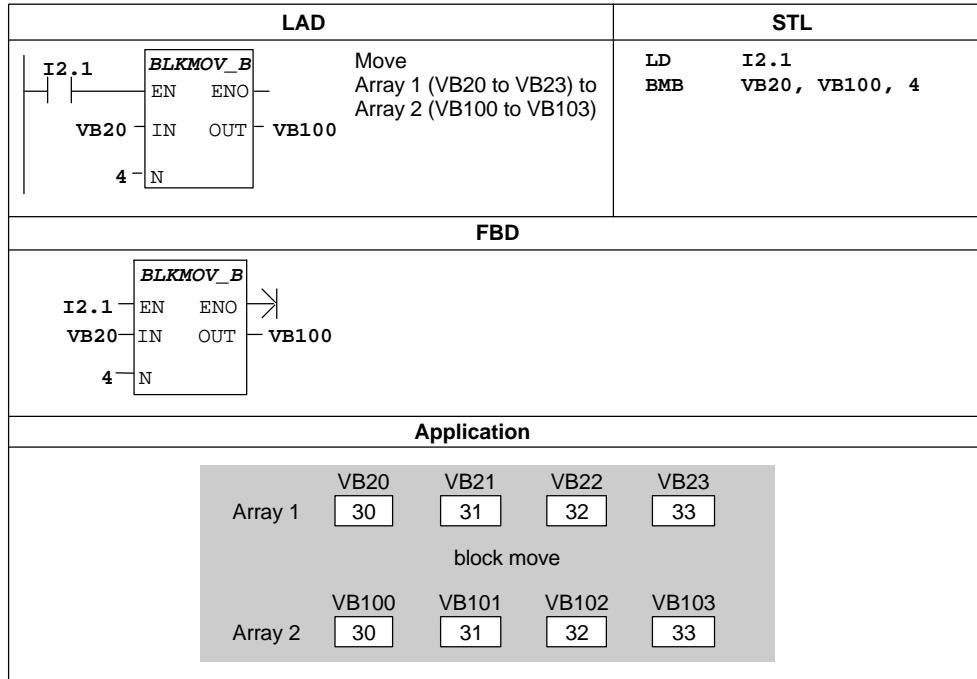 LAD
STL
I2.1
BLKMOV_B
EN ENO
VB20 IN OUT VB100
4 N
Move
Array 1 (VB20 to VB23) to
Array 2 (VB100 to VB103)
LD I2.1
BMB VB20, VB100, 4
FBD
BLKMOV_B
I2.1 EN ENO
VB20 IN OUT VB100
4 N
Application
VB20 VB21 VB22 VB23
Array 1 30 31 32 33
block move
VB100 VB101 VB102 VB103
Array 2 30 31 32 33